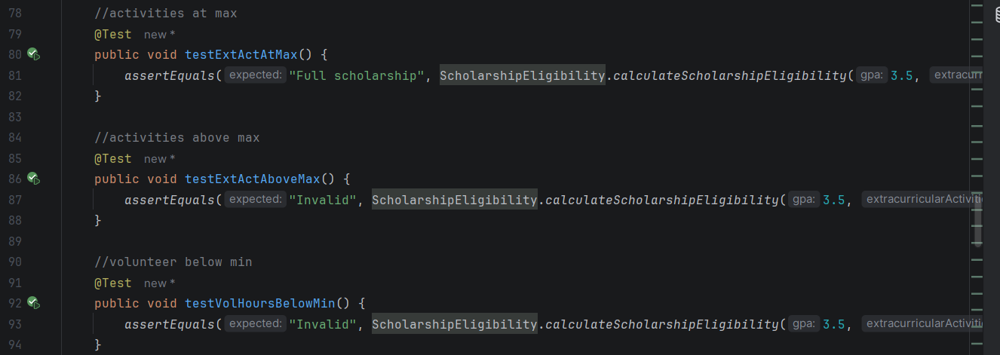 78 //activities at max
79 @Test new *
80 public void testExtActAtMax() {
81 assertEquals( expected: "Full scholarship", ScholarshipEligibility.calculateScholarshipEligibility( gpa: 3.5, extracurr
82 }
83
84 //activities above max
85 @Test new *
86 public void testExtActAboveMax() {
87 assertEquals( expected: "Invalid", ScholarshipEligibility.calculateScholarshipEligibility( gpa: 3.5, extracurricularActiviti
88 }
89
90 //volunteer below min
91 @Test new *
92 public void testVolHoursBelowMin() {
93 assertEquals( expected: "Invalid", ScholarshipEligibility.calculateScholarshipEligibility( gpa: 3.5, extracurricularActiviti
94 }